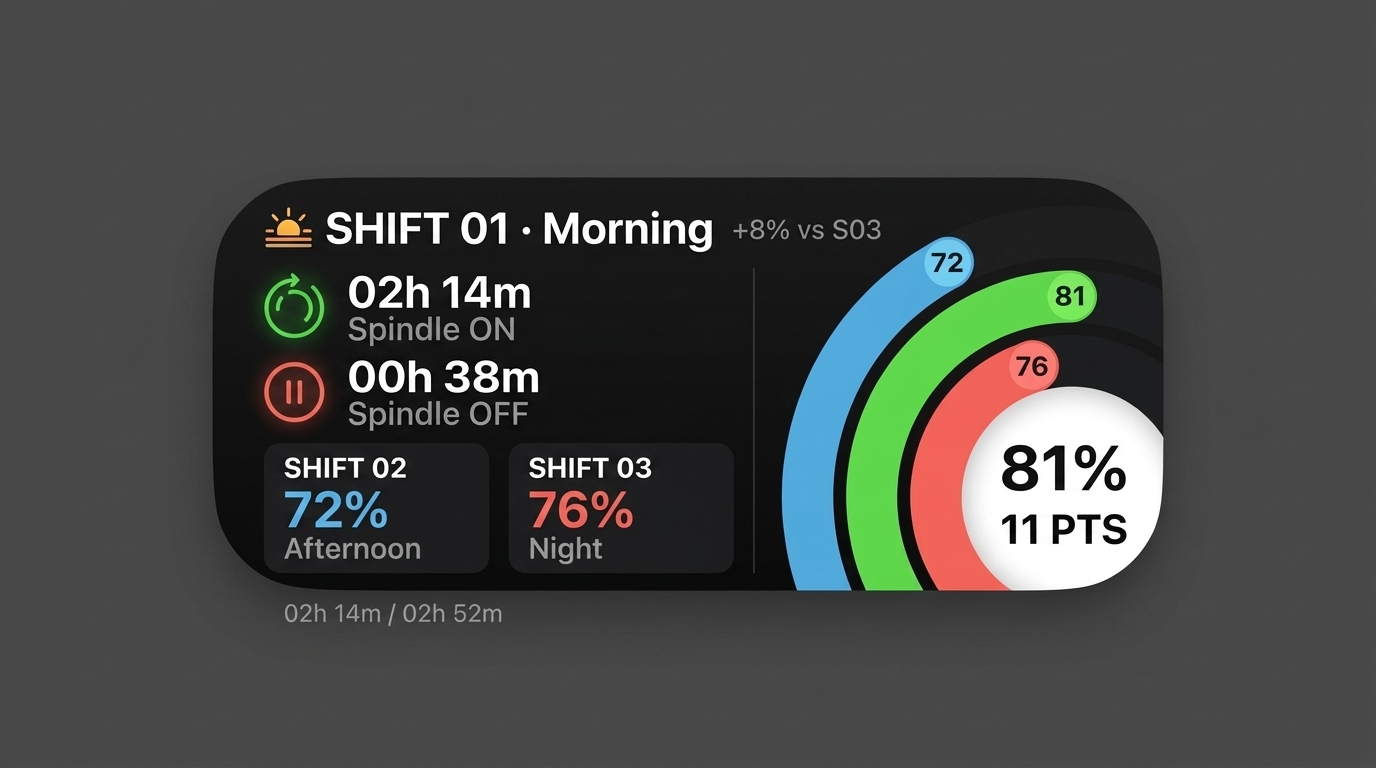 SHIFT 01 · Morning +8% vs S03
02h 14m
Spindle ON
00h 38m
Spindle OFF
SHIFT 02
72%
Afternoon
SHIFT 03
76%
Night
72
81
76
81%
11 PTS
02h 14m / 02h 52m